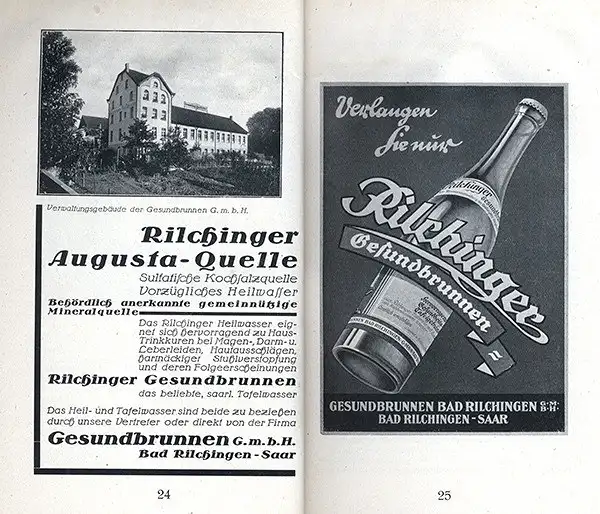 Verwaltungsgebäude der Gesundbrunnen G. m. b. H.
Rilchinger
Augusta-Quelle
Sulfatische Kochsalzquelle
Vorzügliches Heilwasser
Behördlich anerkannte gemeinnützige
Mineralquelle
Das Rilchinger Heilwasser eig-
net sich hervorragend zu Haus-
Trinkkuren bei Magen-, Darm- u.
Leberleiden, Hautausschlägen,
hartnäckiger Stuhlverstopfung
und deren Folgeerscheinungen
Rilchinger Gesundbrunnen
das beliebte, saarl. Tafelwasser
Das Heil- und Tafelwasser sind beide zu beziehen
durch unsere Vertreter oder direkt von der Firma
Gesundbrunnen G. m. b. H.
Bad Rilchingen-Saar
24
Verlangen
Sie nur
Rilchinger
Rilchinger
Gesundbrunnen
GESUNDBRUNNEN BAD RILCHINGEN G.M.B.H.
BAD RILCHINGEN-SAAR
25